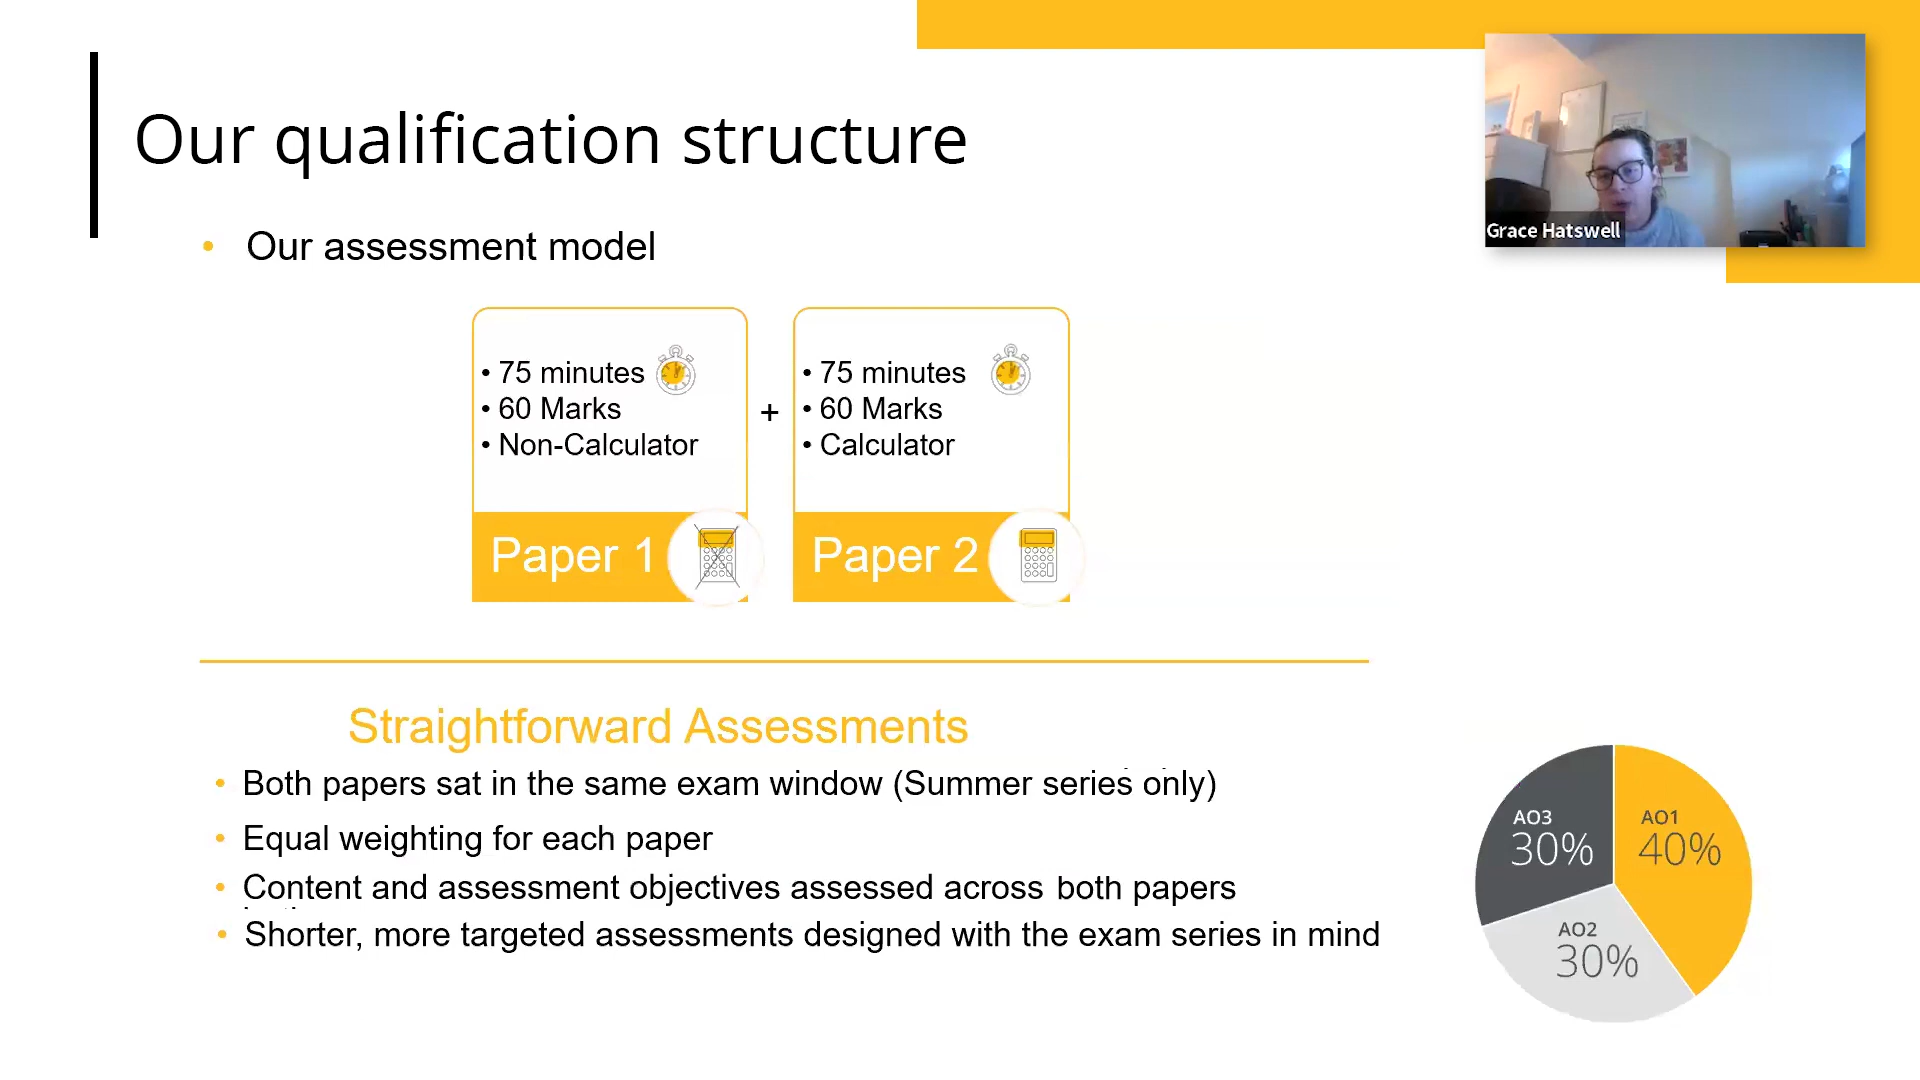 Our qualification structure
Grace Hatswell
• Our assessment model
• 75 minutes
• 60 Marks
• Non-Calculator
Paper 1
+
• 75 minutes
• 60 Marks
• Calculator
Paper 2
Straightforward Assessments
• Both papers sat in the same exam window (Summer series only)
• Equal weighting for each paper
• Content and assessment objectives assessed across both papers
• Shorter, more targeted assessments designed with the exam series in mind
AO3
30%
AO1
40%
AO2
30%